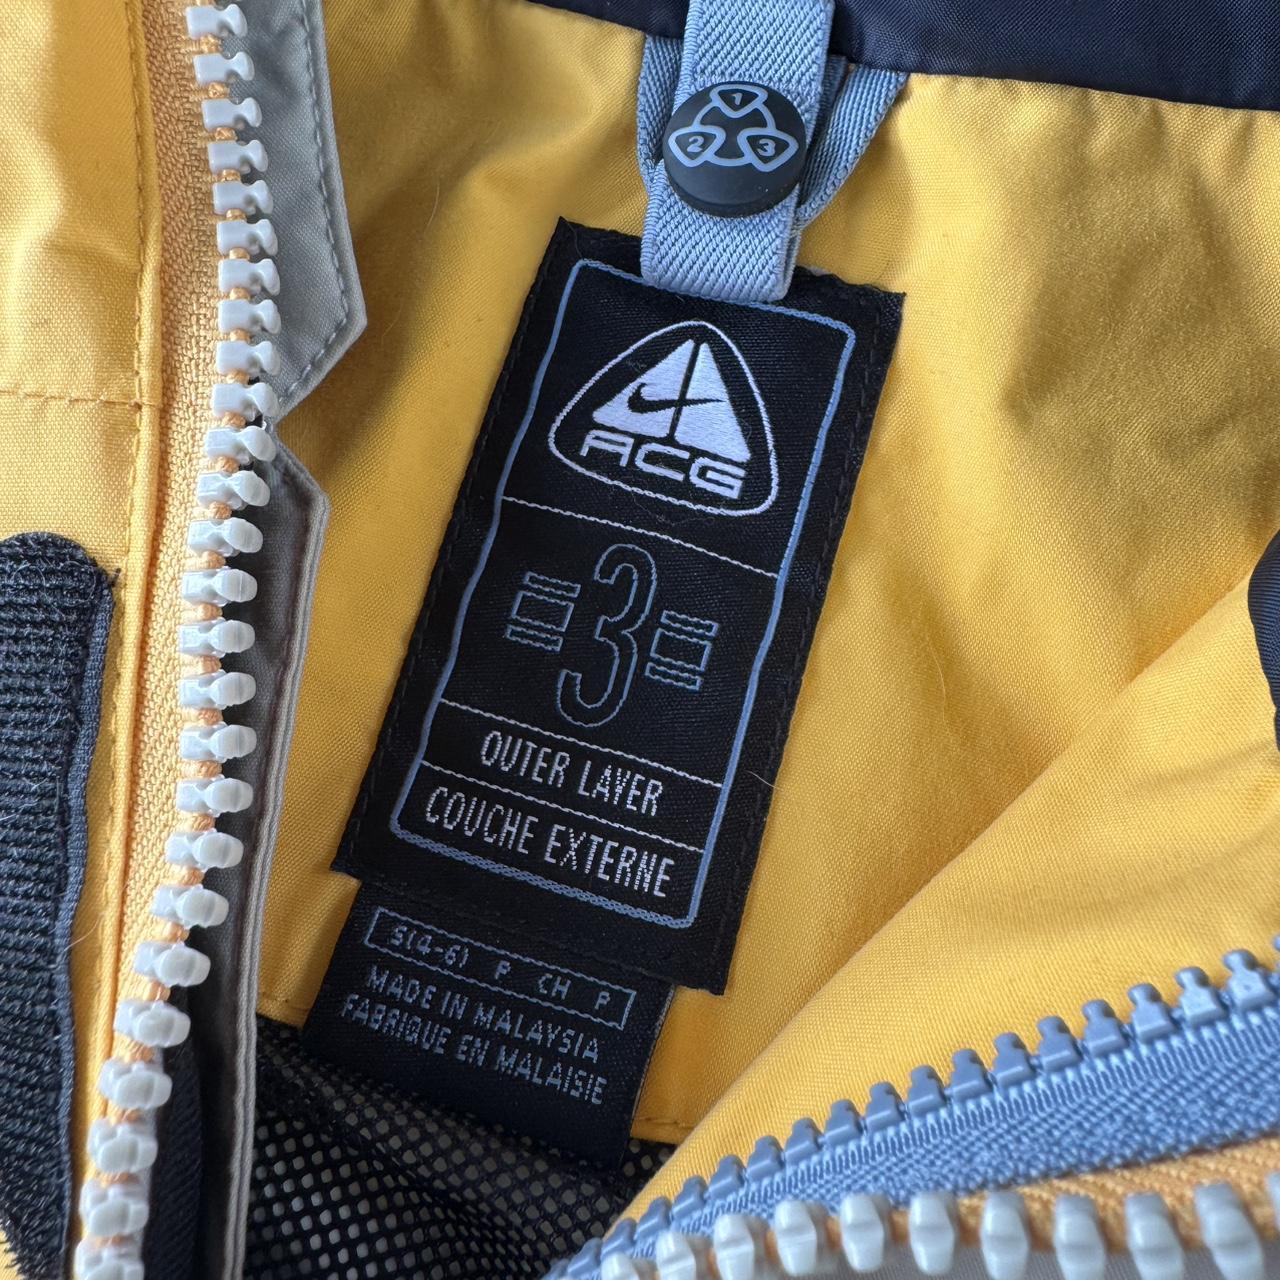 1
2 3
ACG
3
OUTER LAYER
COUCHE EXTERNE
S(4-6) P CH P
MADE IN MALAYSIA
FABRIQUE EN MALAISIE